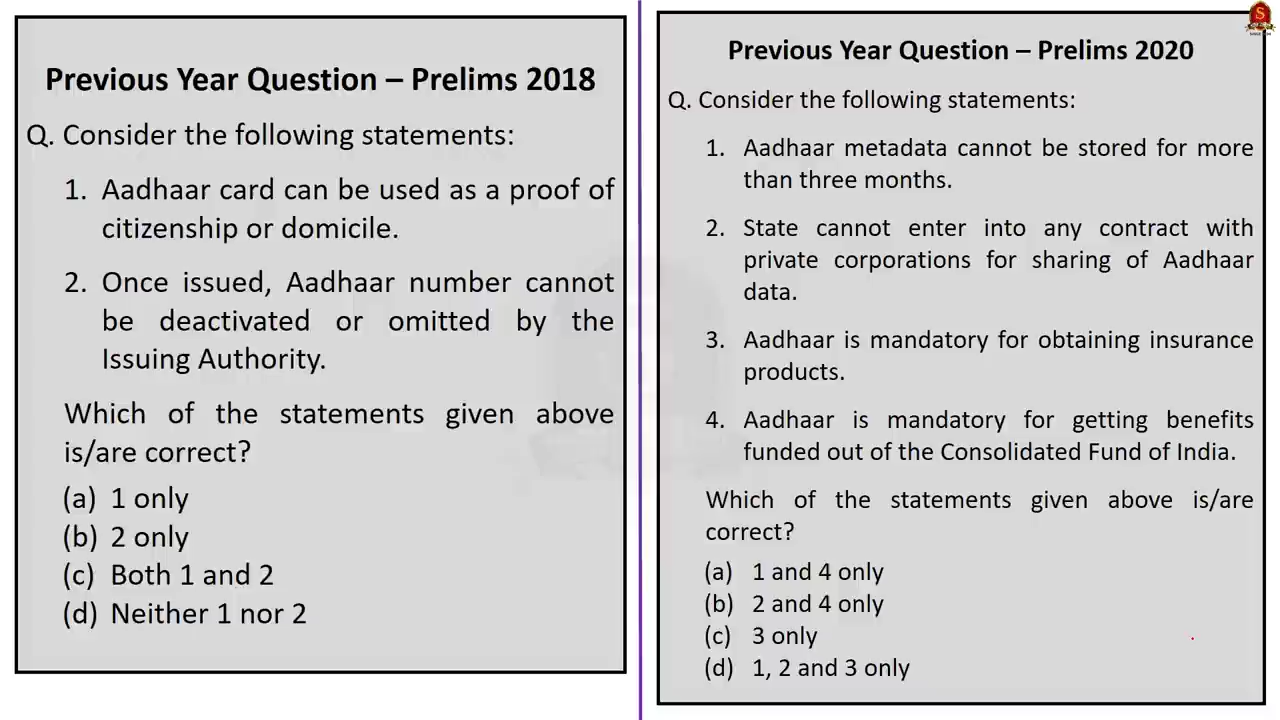 Previous Year Question – Prelims 2018
Q. Consider the following statements:
1. Aadhaar card can be used as a proof of
citizenship or domicile.
2. Once issued, Aadhaar number cannot
be deactivated or omitted by the
Issuing Authority.
Which of the statements given above
is/are correct?
(a) 1 only
(b) 2 only
(c) Both 1 and 2
(d) Neither 1 nor 2
Previous Year Question – Prelims 2020
Q. Consider the following statements:
1. Aadhaar metadata cannot be stored for more
than three months.
2. State cannot enter into any contract with
private corporations for sharing of Aadhaar
data.
3. Aadhaar is mandatory for obtaining insurance
products.
4. Aadhaar is mandatory for getting benefits
funded out of the Consolidated Fund of India.
Which of the statements given above is/are
correct?
(a) 1 and 4 only
(b) 2 and 4 only
(c) 3 only
(d) 1, 2 and 3 only
S